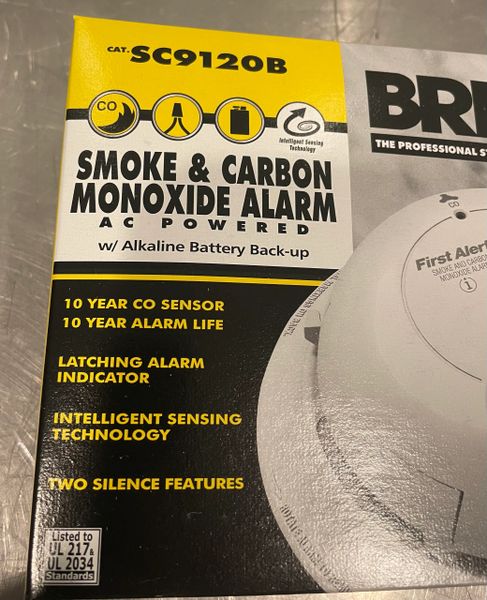 CAT. SC9120B
CO
Intelligent Sensing
Technology
SMOKE & CARBON
MONOXIDE ALARM
AC POWERED
w/ Alkaline Battery Back-up
BR
THE PROFESSIONAL
10 YEAR CO SENSOR
10 YEAR ALARM LIFE
LATCHING ALARM
INDICATOR
INTELLIGENT SENSING
TECHNOLOGY
TWO SILENCE FEATURES
CO
First Alert
SMOKE AND CARBON
MONOXIDE ALARM
Listed to
UL 217 &
UL 2034
Standards